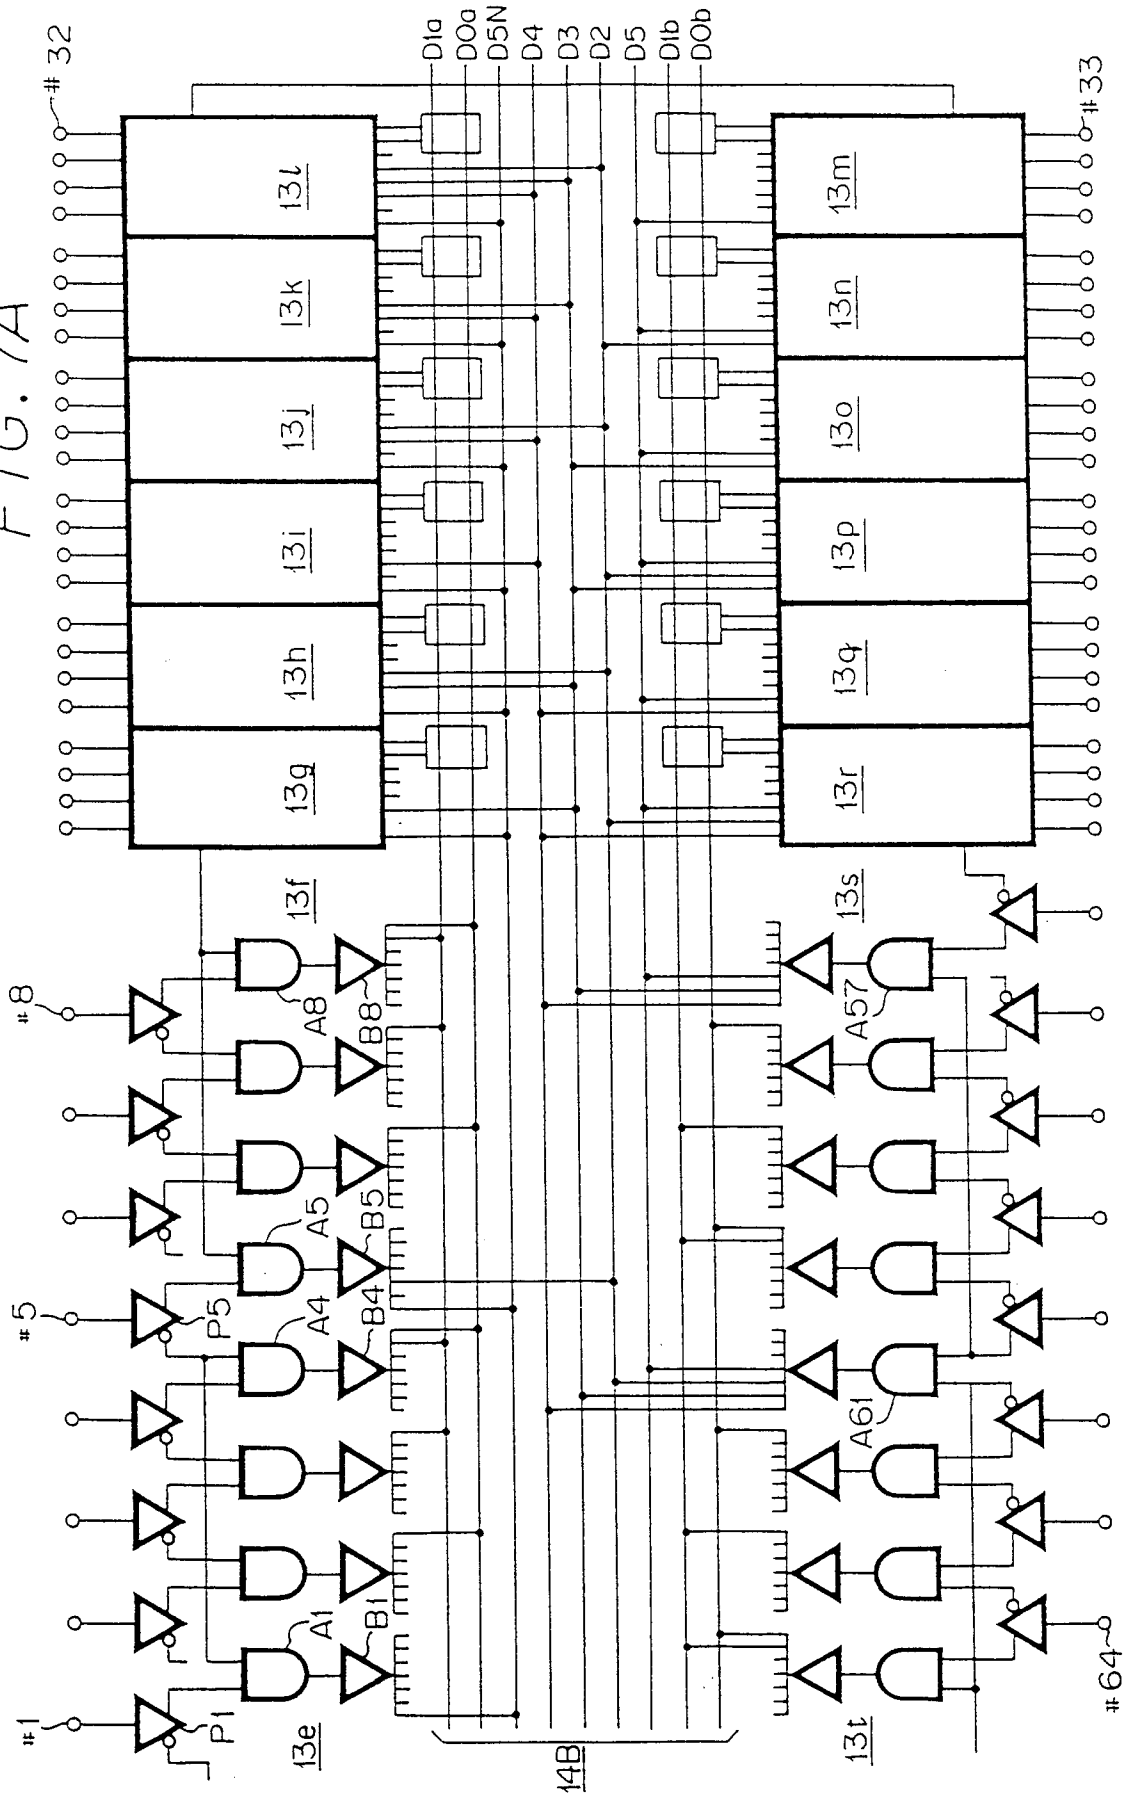 FIG. 7A
#1
#5
#8
#32
P1
P5
13e
A1
A4
A5
A8
13f
13g
13h
13i
13j
13k
13l
B1
B4
B5
B8
D1a
D0a
D5N
D4
D3
D2
D5
D1b
D0b
14B
13t
A61
A57
13s
13r
13q
13p
13o
13n
13m
#64
#33